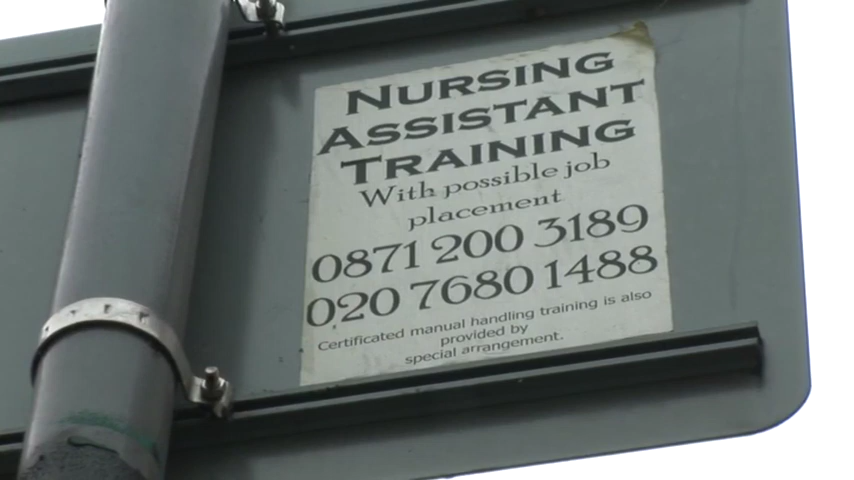 NURSING
ASSISTANT
TRAINING
With possible job
placement
0871 200 3189
020 7680 1488
Certificated manual handling training is also
provided by
special arrangement.